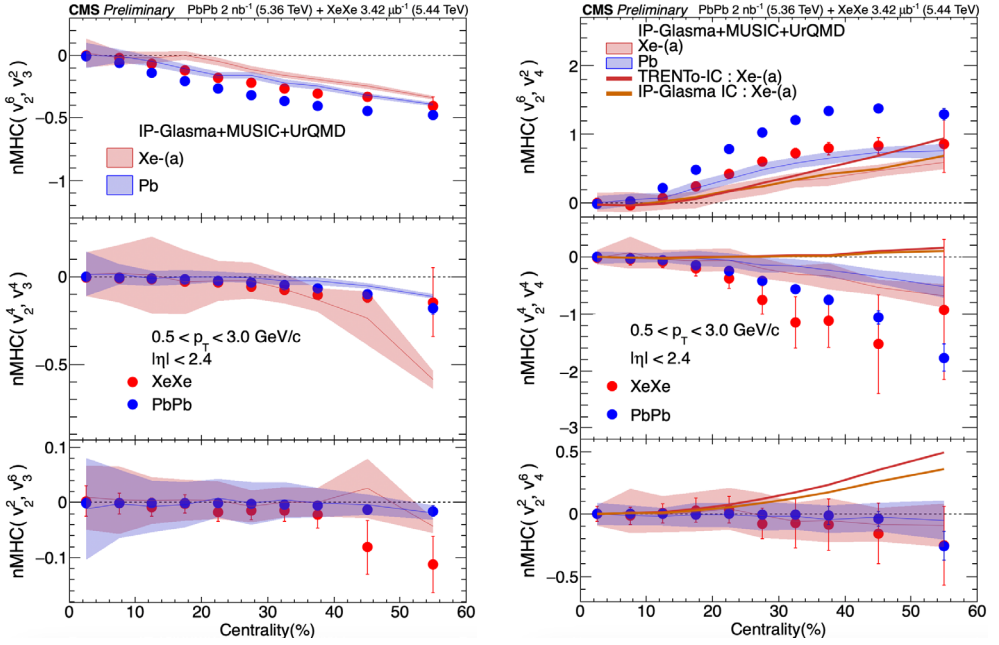 CMS Preliminary PbPb 2 nb⁻¹ (5.36 TeV) + XeXe 3.42 μb⁻¹ (5.44 TeV)
nMHC( v₂⁶, v₃²)
0
−0.5
−1
IP-Glasma+MUSIC+UrQMD
Xe-(a)
Pb
nMHC( v₂⁴, v₃⁴)
0
−0.5
0.5 < p_T < 3.0 GeV/c
|η| < 2.4
XeXe
PbPb
nMHC( v₂², v₃⁶)
0.1
0
−0.1
0 10 20 30 40 50 60
Centrality(%)
CMS Preliminary PbPb 2 nb⁻¹ (5.36 TeV) + XeXe 3.42 μb⁻¹ (5.44 TeV)
nMHC( v₂⁶, v₄²)
2
1
0
IP-Glasma+MUSIC+UrQMD
Xe-(a)
Pb
TRENTo-IC : Xe-(a)
IP-Glasma IC : Xe-(a)
nMHC( v₂⁴, v₄⁴)
0
−1
−2
−3
0.5 < p_T < 3.0 GeV/c
|η| < 2.4
XeXe
PbPb
nMHC( v₂², v₄⁶)
0.5
0
−0.5
0 10 20 30 40 50 60
Centrality(%)